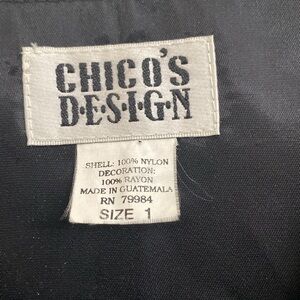 CHICO'S
D·E·S·I·G·N
SHELL: 100% NYLON
DECORATION:
100% RAYON
MADE IN GUATEMALA
RN 79984
SIZE 1